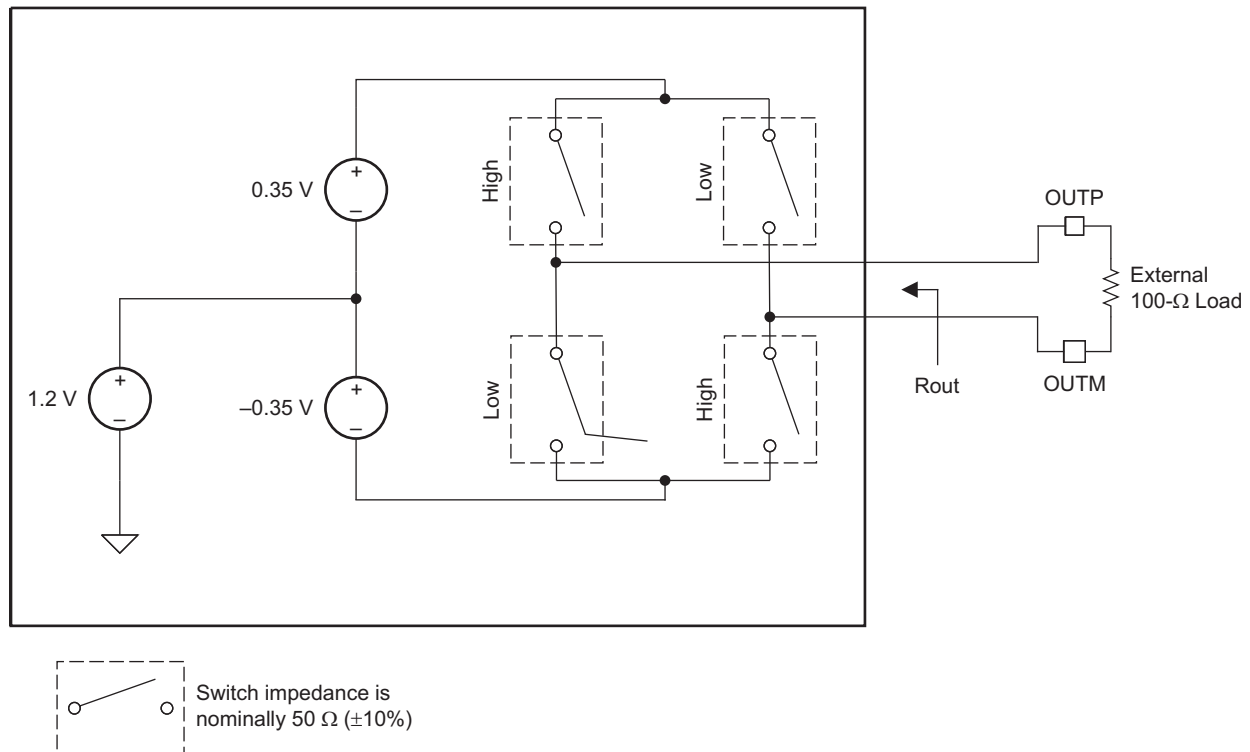 High
Low
0.35 V
+
–
OUTP
External
100-Ω Load
Rout
OUTM
1.2 V
+
–
–0.35 V
+
–
Low
High
Switch impedance is
nominally 50 Ω (±10%)